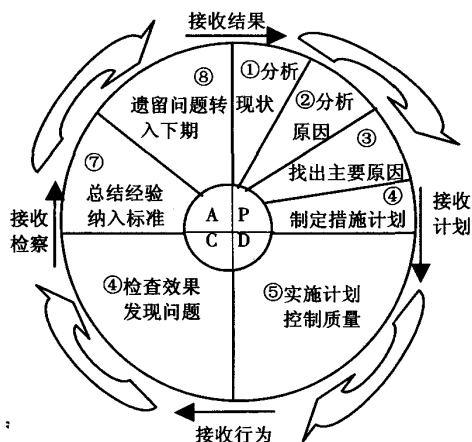 接收结果
①分析
现状
②分析
原因
③
找出主要原因
④
制定措施计划
接收
计划
⑤实施计划
控制质量
接收行为
④检查效果
发现问题
接收
检察
⑦
总结经验
纳入标准
⑧
遗留问题转
入下期
A P
C D
;